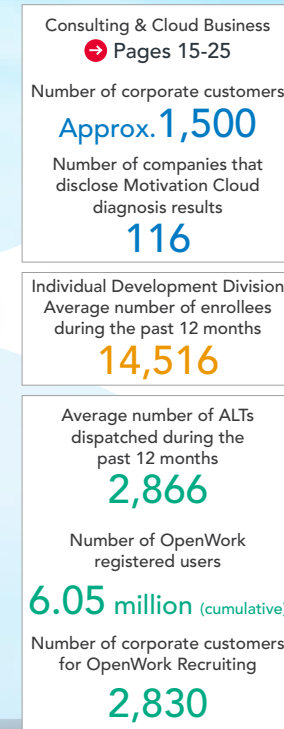 Consulting & Cloud Business
Pages 15-25
Number of corporate customers
Approx.1,500
Number of companies that
disclose Motivation Cloud
diagnosis results
116
Individual Development Division
Average number of enrollees
during the past 12 months
14,516
Average number of ALTs
dispatched during the
past 12 months
2,866
Number of OpenWork
registered users
6.05 million (cumulative)
Number of corporate customers
for OpenWork Recruiting
2,830